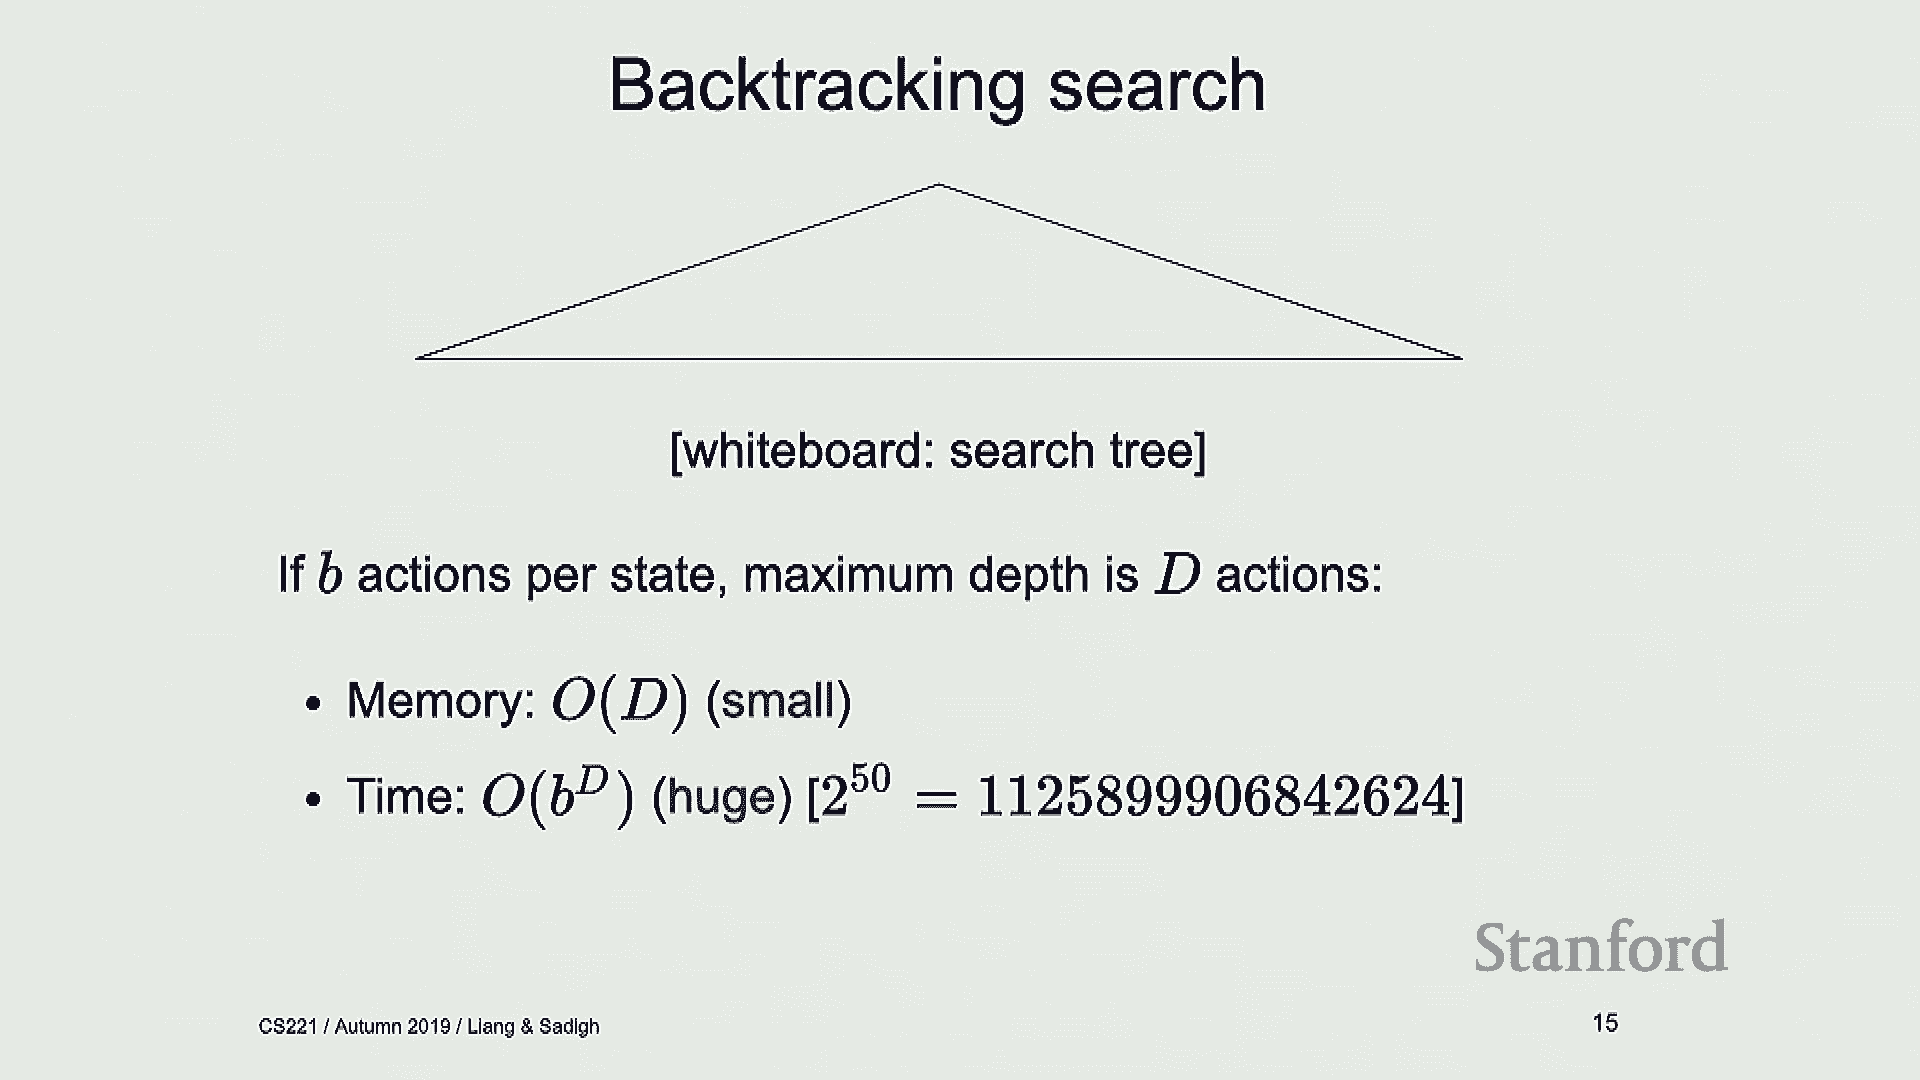 Backtracking search
[whiteboard: search tree]
If b actions per state, maximum depth is D actions:
• Memory: O(D) (small)
• Time: O(b^D) (huge) [2^50 = 1125899906842624]
Stanford
CS221 / Autumn 2019 / Liang & Sadigh
15